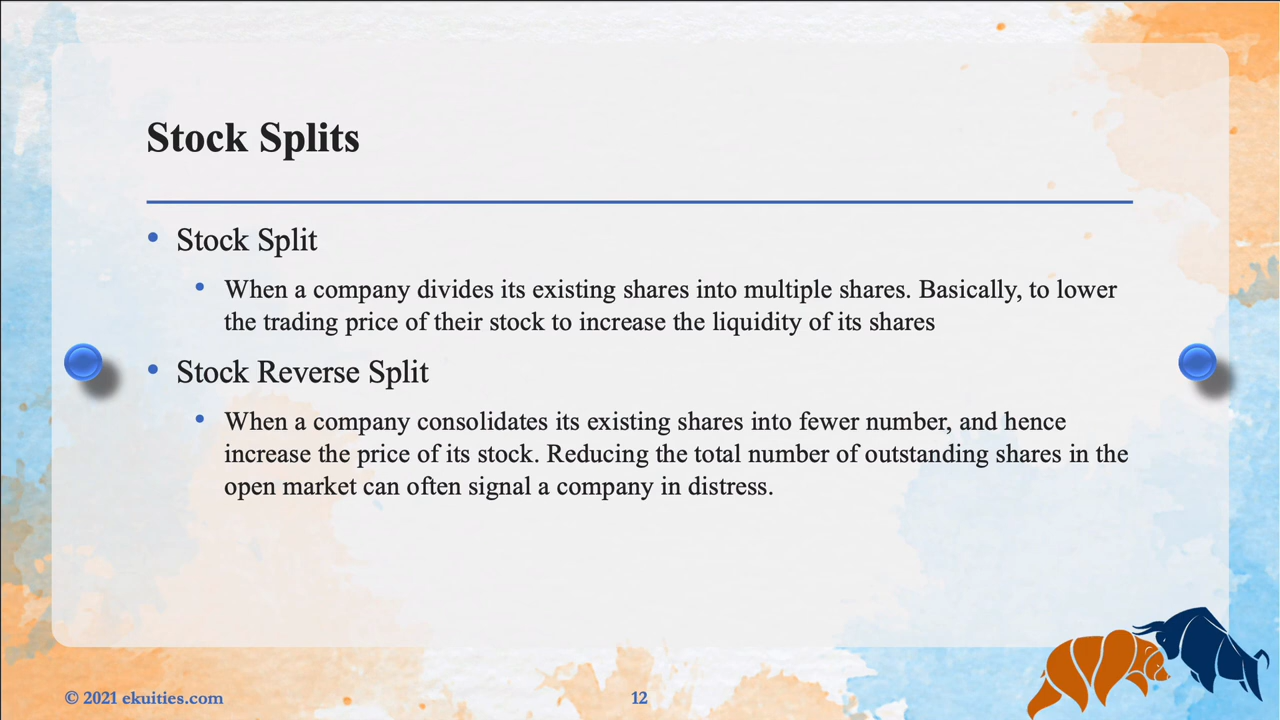 Stock Splits
• Stock Split
• When a company divides its existing shares into multiple shares. Basically, to lower
the trading price of their stock to increase the liquidity of its shares
• Stock Reverse Split
• When a company consolidates its existing shares into fewer number, and hence
increase the price of its stock. Reducing the total number of outstanding shares in the
open market can often signal a company in distress.
© 2021 ekuities.com
12